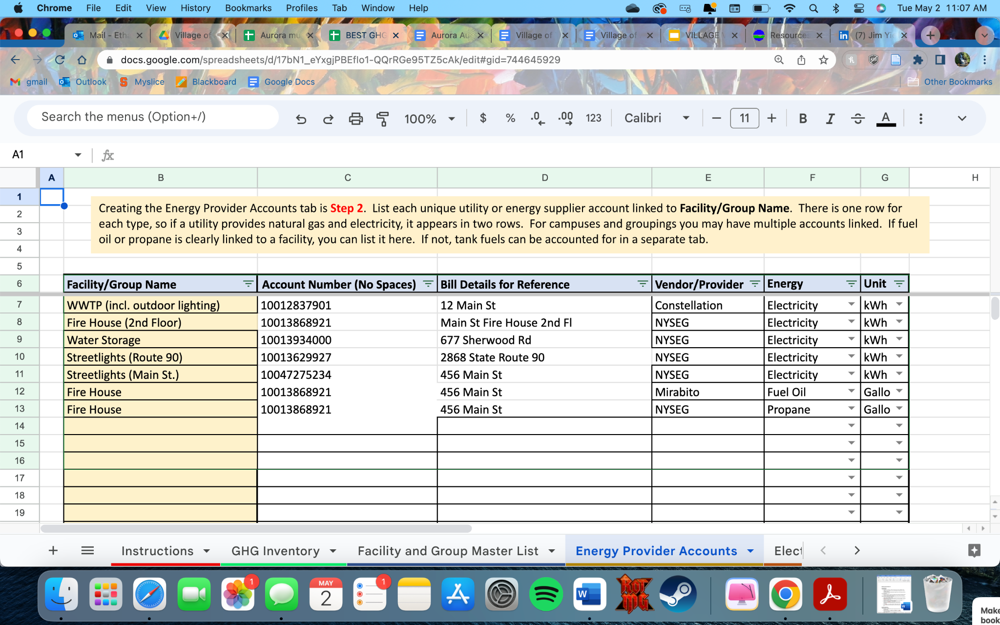 Chrome File Edit View History Bookmarks Profiles Tab Window Help Tue May 2 11:07 AM
Mail - Etha Village of Aurora mu BEST GHG Aurora Au Village of Village of VILLAGE Resources (7) Jim Yi
docs.google.com/spreadsheets/d/17bN1_eYxgjPBEflo1-QQrRGe95TZ5cAk/edit#gid=744645929
gmail Outlook Myslice Blackboard Google Docs Other Bookmarks
Search the menus (Option+/) 100% $ % .0 .00 123 Calibri 11 B I S A
A1 fx
A B C D E F G H
1
2 Creating the Energy Provider Accounts tab is Step 2. List each unique utility or energy supplier account linked to Facility/Group Name. There is one row for
3 each type, so if a utility provides natural gas and electricity, it appears in two rows. For campuses and groupings you may have multiple accounts linked. If fuel
4 oil or propane is clearly linked to a facility, you can list it here. If not, tank fuels can be accounted for in a separate tab.
5
6 Facility/Group Name Account Number (No Spaces) Bill Details for Reference Vendor/Provider Energy Unit
7 WWTP (incl. outdoor lighting) 10012837901 12 Main St Constellation Electricity kWh
8 Fire House (2nd Floor) 10013868921 Main St Fire House 2nd Fl NYSEG Electricity kWh
9 Water Storage 10013934000 677 Sherwood Rd NYSEG Electricity kWh
10 Streetlights (Route 90) 10013629927 2868 State Route 90 NYSEG Electricity kWh
11 Streetlights (Main St.) 10047275234 456 Main St NYSEG Electricity kWh
12 Fire House 10013868921 456 Main St Mirabito Fuel Oil Gallo
13 Fire House 10013868921 456 Main St NYSEG Propane Gallo
14
15
16
17
18
19
Instructions GHG Inventory Facility and Group Master List Energy Provider Accounts Elect
1 MAY 2 1 W ROT MG
Make
book